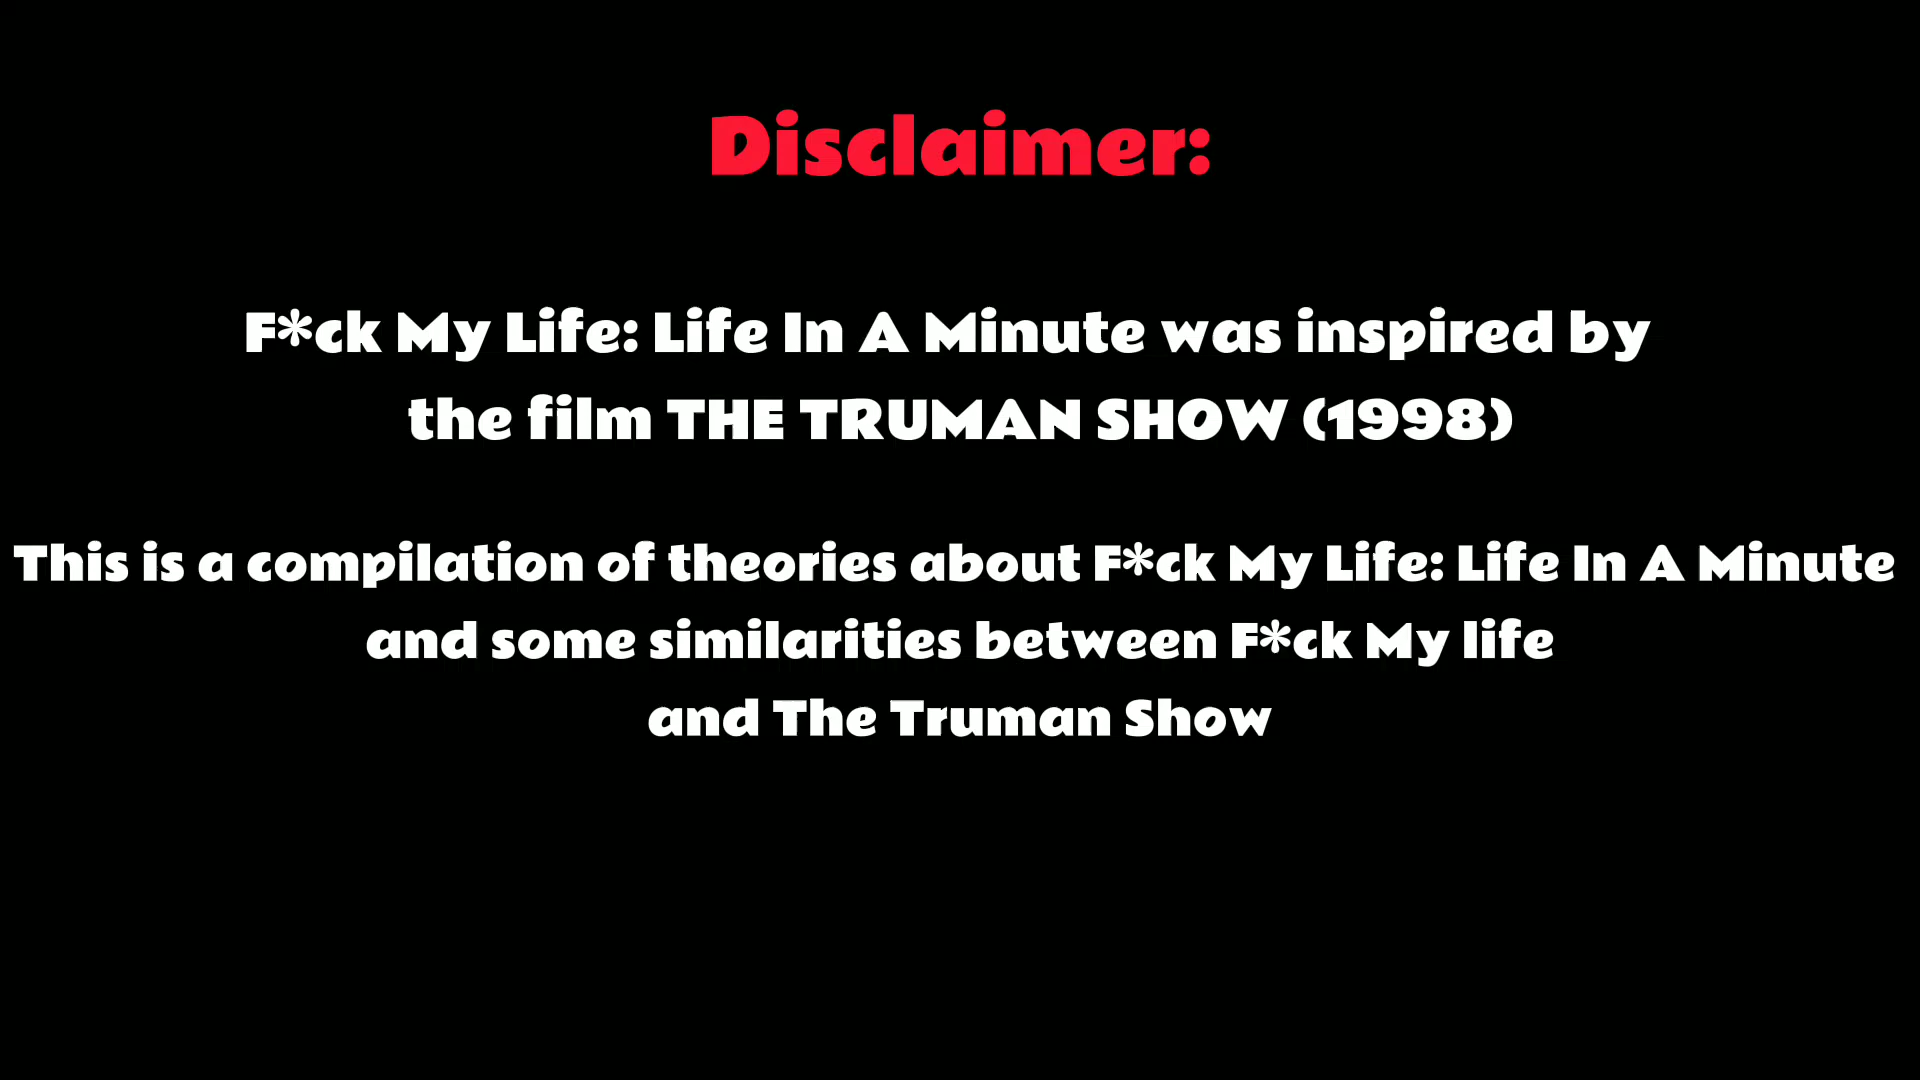 Disclaimer:
F*ck My Life: Life In A Minute was inspired by
the film THE TRUMAN SHOW (1998)
This is a compilation of theories about F*ck My Life: Life In A Minute
and some similarities between F*ck My life
and The Truman Show